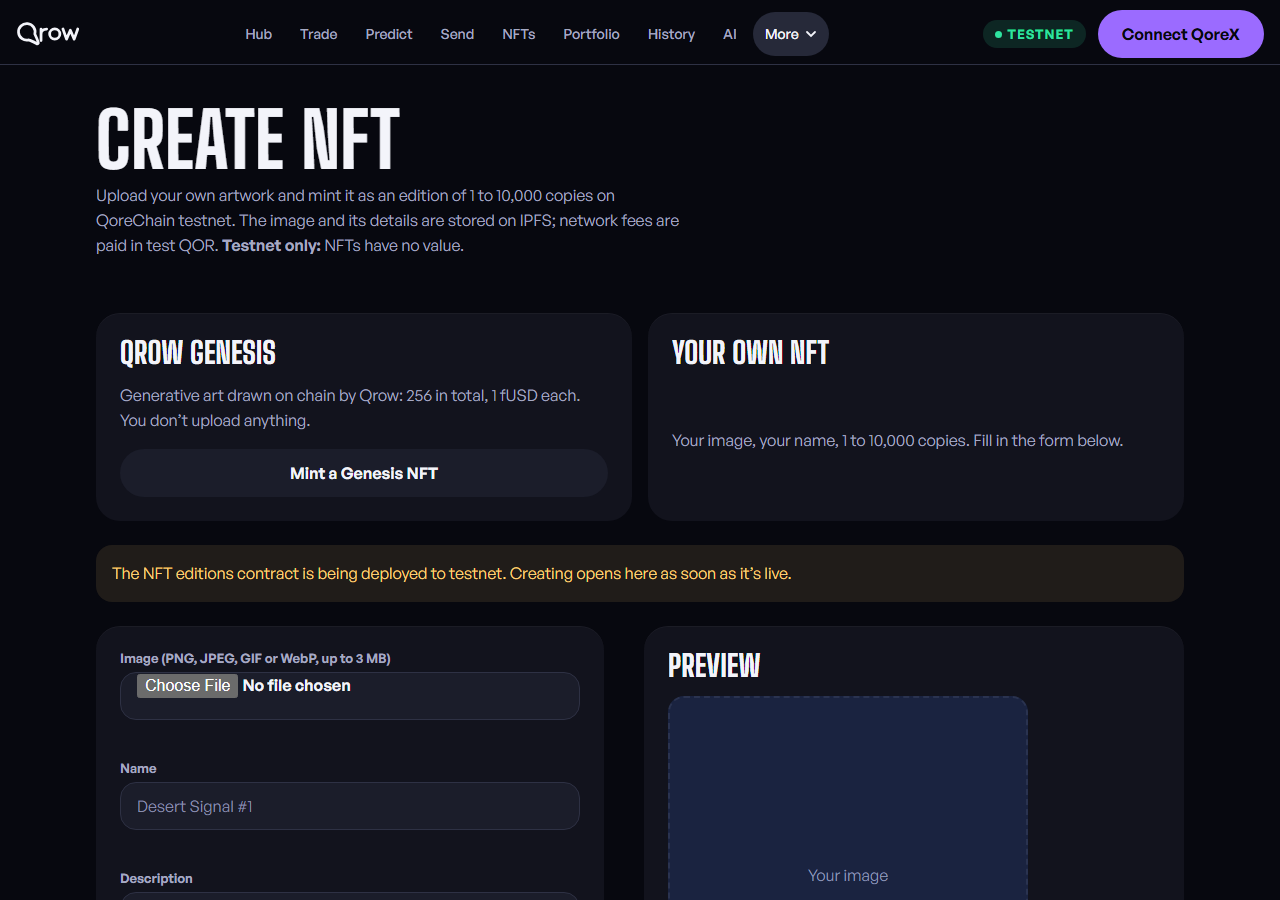 Qrow
Hub
Trade
Predict
Send
NFTs
Portfolio
History
AI
More
TESTNET
Connect QoreX
CREATE NFT
Upload your own artwork and mint it as an edition of 1 to 10,000 copies on
QoreChain testnet. The image and its details are stored on IPFS; network fees are
paid in test QOR. Testnet only: NFTs have no value.
QROW GENESIS
Generative art drawn on chain by Qrow: 256 in total, 1 fUSD each.
You don’t upload anything.
Mint a Genesis NFT
YOUR OWN NFT
Your image, your name, 1 to 10,000 copies. Fill in the form below.
The NFT editions contract is being deployed to testnet. Creating opens here as soon as it’s live.
Image (PNG, JPEG, GIF or WebP, up to 3 MB)
Choose File No file chosen
Name
Desert Signal #1
Description
PREVIEW
Your image